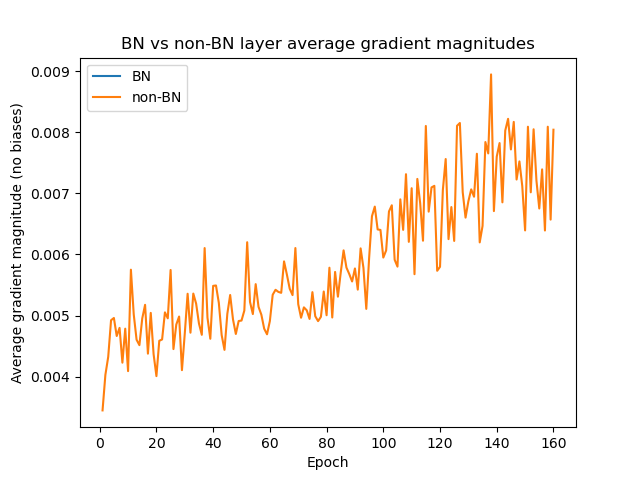 BN vs non-BN layer average gradient magnitudes
BN
non-BN
Average gradient magnitude (no biases)
0.009
0.008
0.007
0.006
0.005
0.004
0 20 40 60 80 100 120 140 160
Epoch